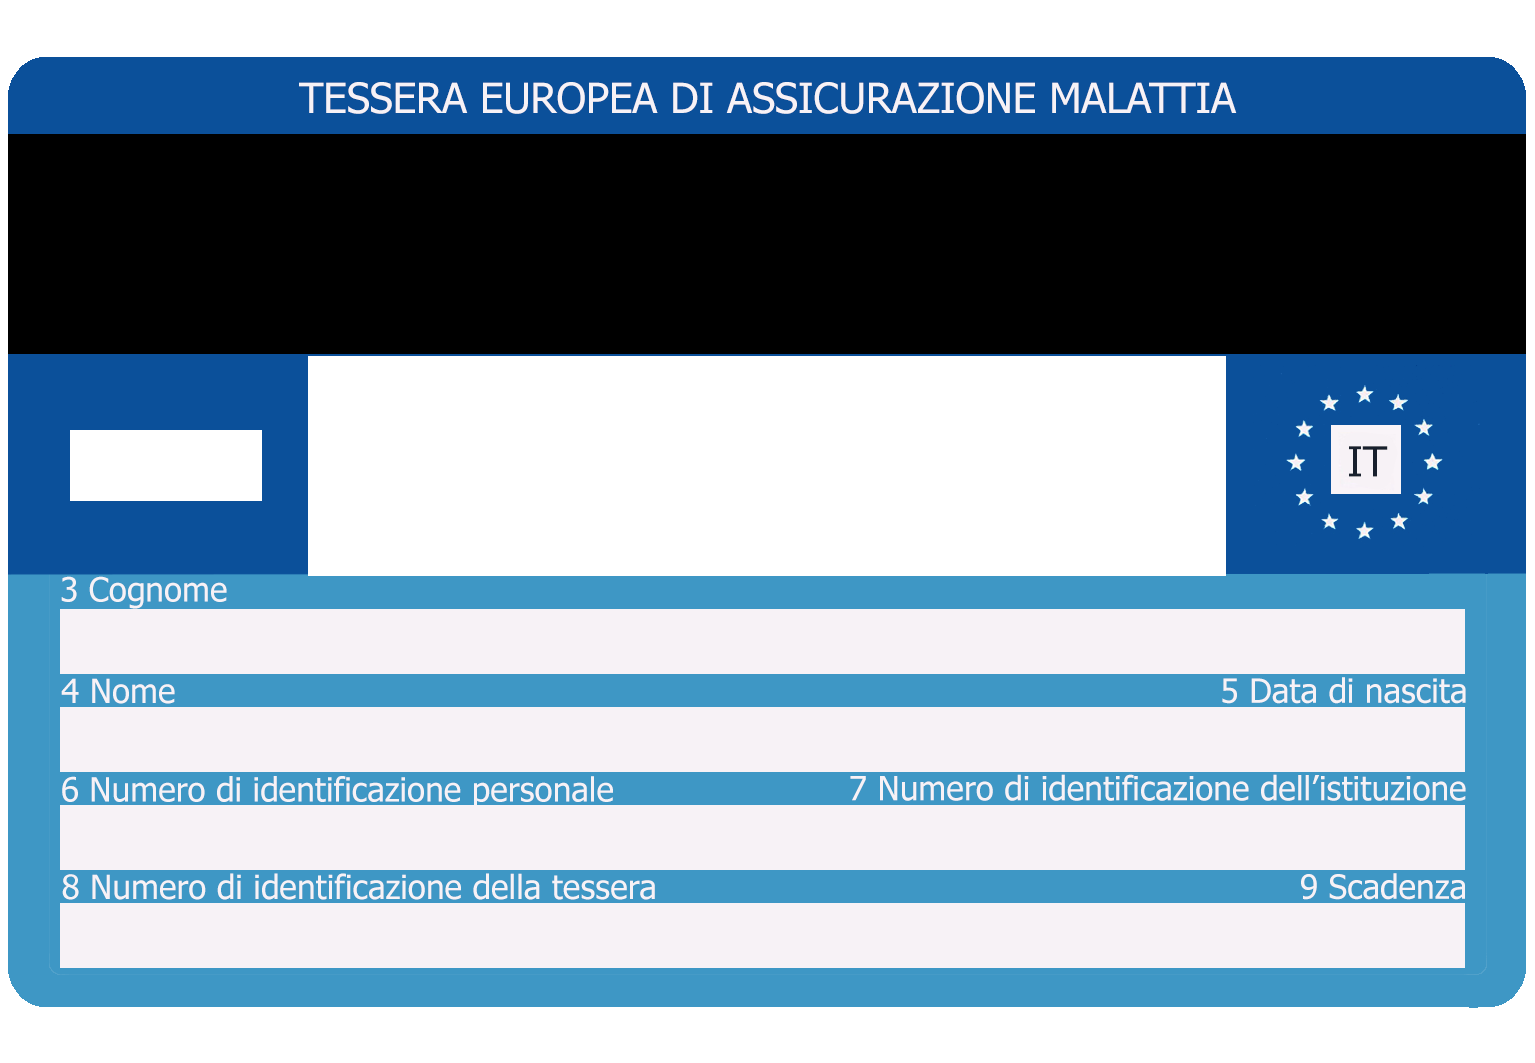 TESSERA EUROPEA DI ASSICURAZIONE MALATTIA
IT
3 Cognome
4 Nome 5 Data di nascita
6 Numero di identificazione personale 7 Numero di identificazione dell’istituzione
8 Numero di identificazione della tessera 9 Scadenza